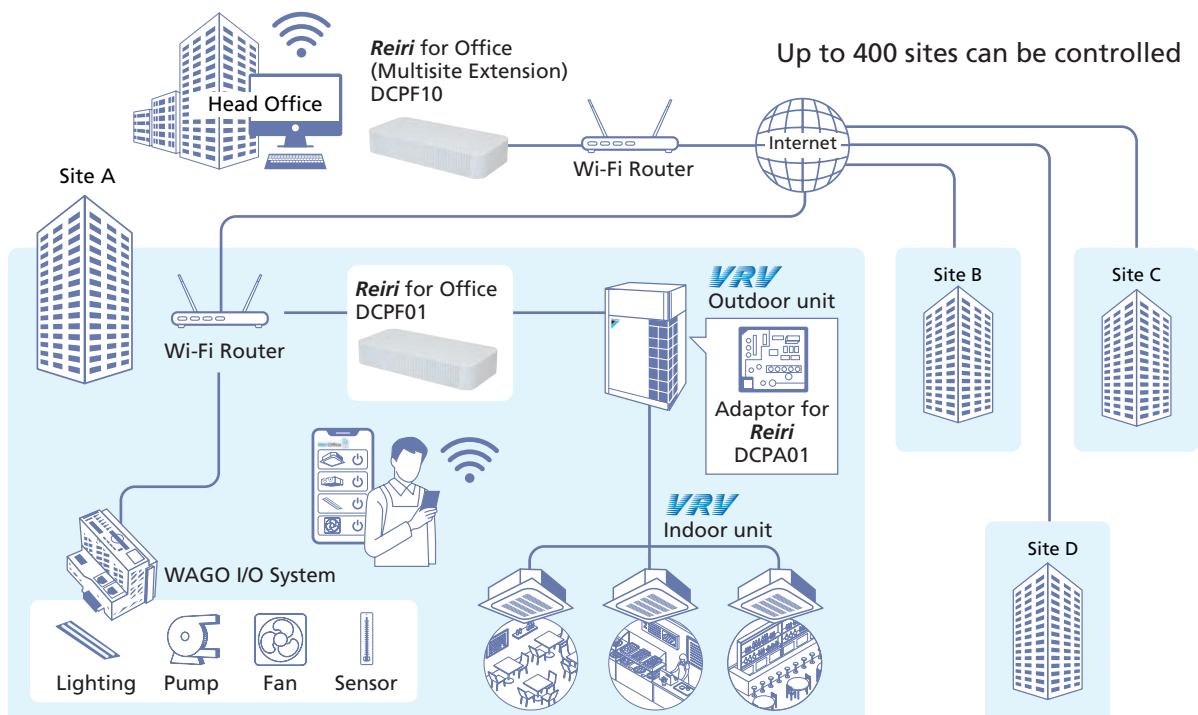 Reiri for Office
(Multisite Extension)
DCPF10
Up to 400 sites can be controlled
Head Office
Wi-Fi Router
Internet
Site A
Reiri for Office
DCPF01
Wi-Fi Router
VRV
Outdoor unit
Adaptor for
Reiri
DCPA01
Site B
Site C
VRV
Indoor unit
WAGO I/O System
Lighting
Pump
Fan
Sensor
Site D